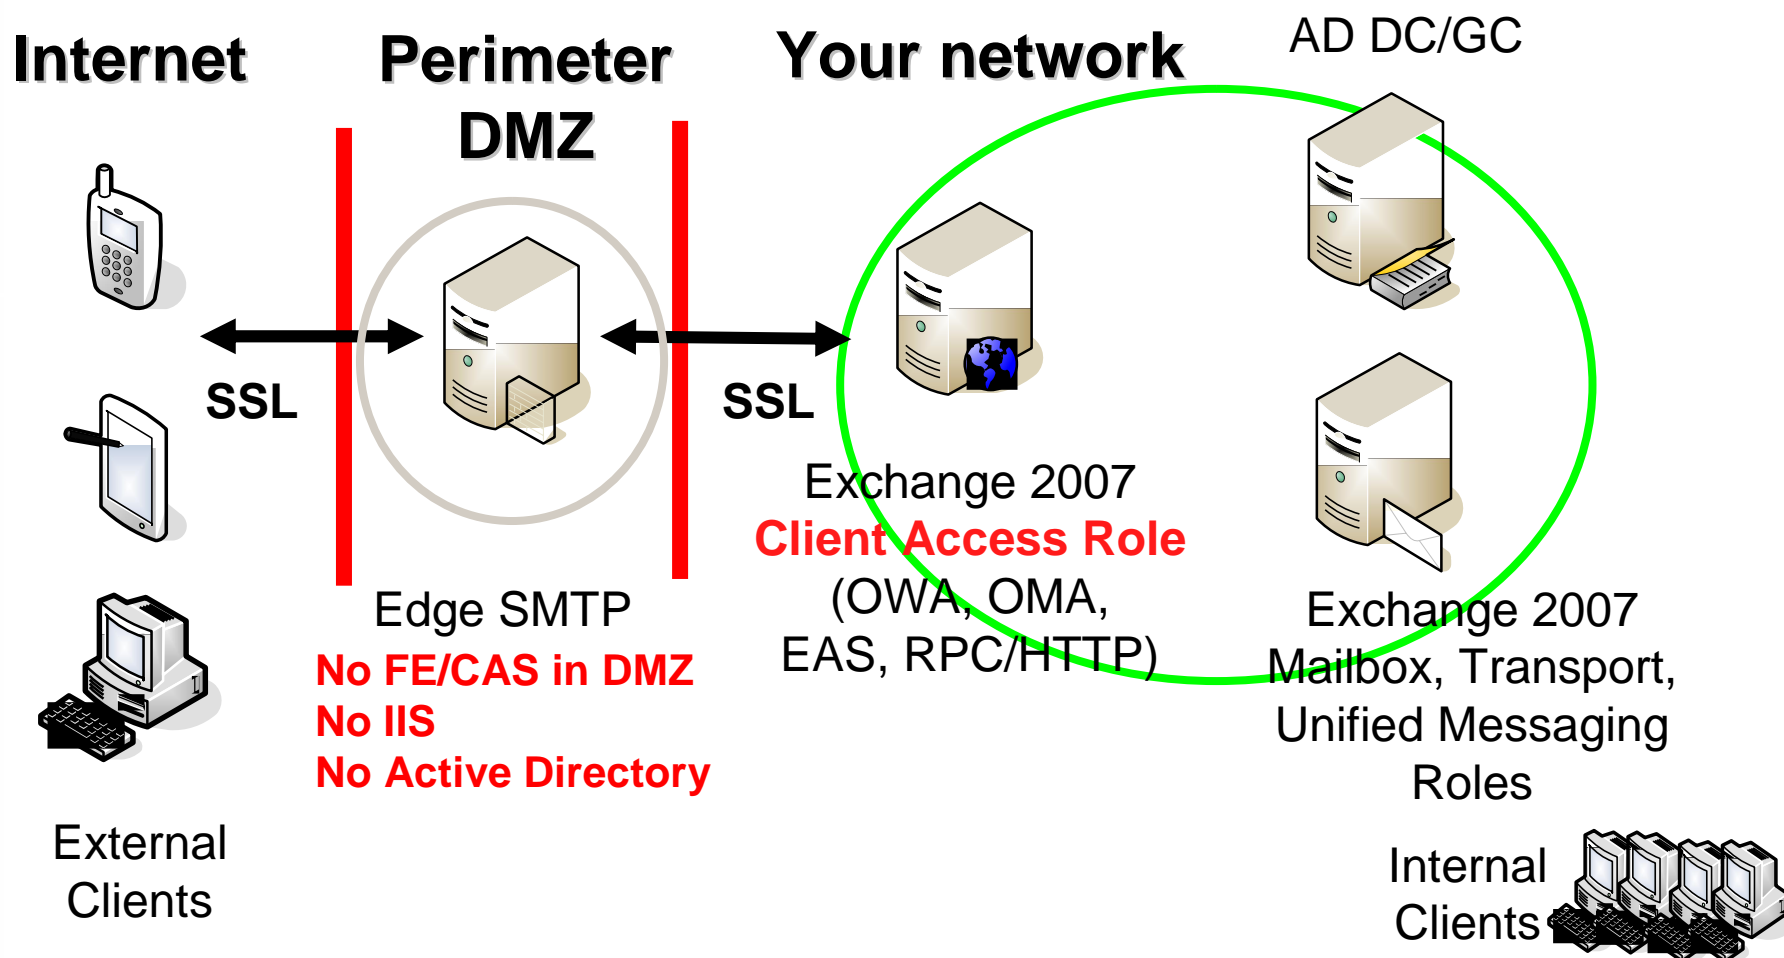 Internet
Perimeter
DMZ
Your network
AD DC/GC
SSL
SSL
Edge SMTP
No FE/CAS in DMZ
No IIS
No Active Directory
Exchange 2007
Client Access Role
(OWA, OMA,
EAS, RPC/HTTP)
Exchange 2007
Mailbox, Transport,
Unified Messaging
Roles
External
Clients
Internal
Clients